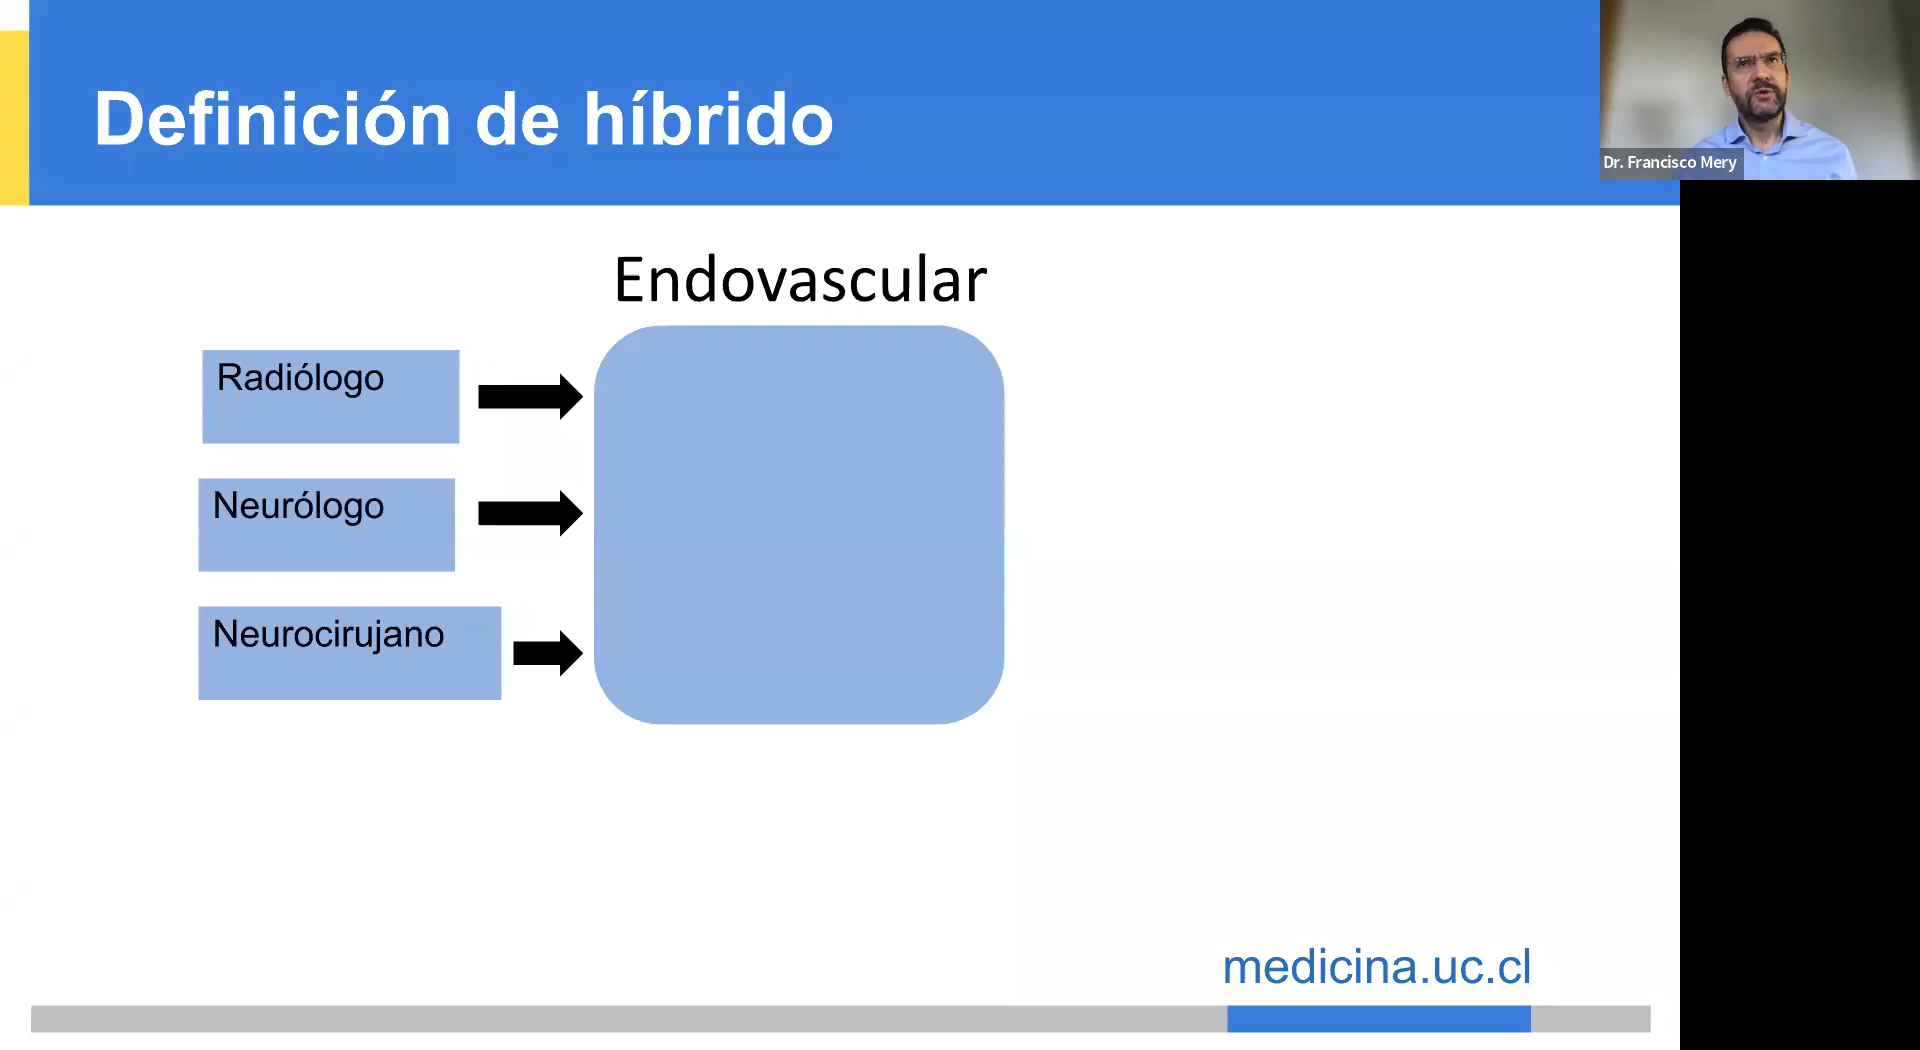 Definición de híbrido
Dr. Francisco Mery
Endovascular
Radiólogo
Neurólogo
Neurocirujano
medicina.uc.cl